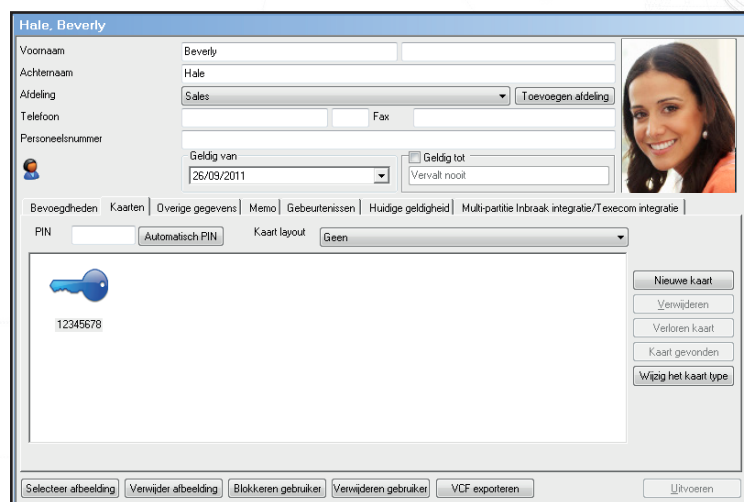 Hale, Beverly
Voornaam Beverly
Achternaam Hale
Afdeling Sales Toevoegen afdeling
Telefoon Fax
Personeelsnummer
Geldig van Geldig tot
26/09/2011 Vervalt nooit
Bevoegdheden Kaarten Overige gegevens Memo Gebeurtenissen Huidige geldigheid Multi-partitie Inbraak integratie/Texecom integratie
PIN Automatisch PIN Kaart layout Geen
Nieuwe kaart
Verwijderen
12345678 Verloren kaart
Kaart gevonden
Wijzig het kaart type
Selecteer afbeelding Verwijder afbeelding Blokkeren gebruiker Verwijderen gebruiker VCF exporteren Uitvoeren